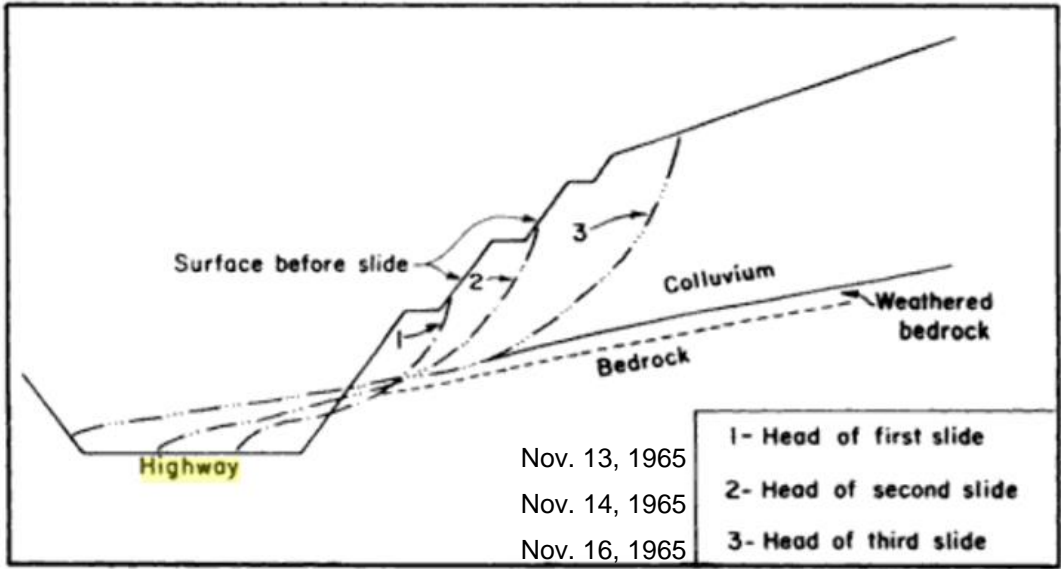 3
Surface before slide
2
Colluvium
Weathered
bedrock
1
Bedrock
Highway
Nov. 13, 1965
1- Head of first slide
Nov. 14, 1965
2- Head of second slide
Nov. 16, 1965
3- Head of third slide